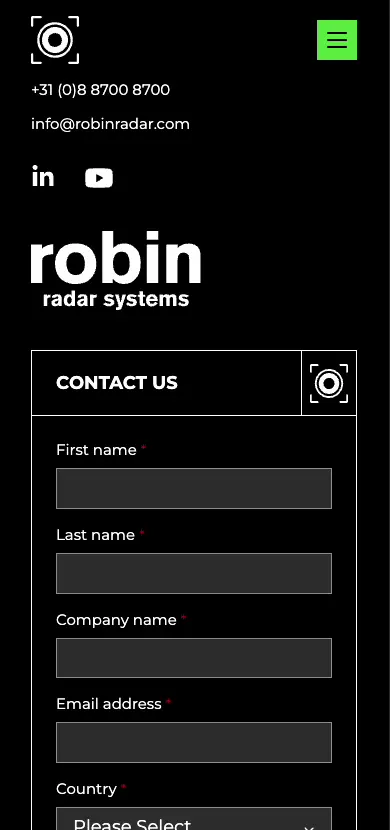 +31 (0)8 8700 8700
info@robinradar.com
in
robin
radar systems
CONTACT US
First name *
Last name *
Company name *
Email address *
Country *
Please Select